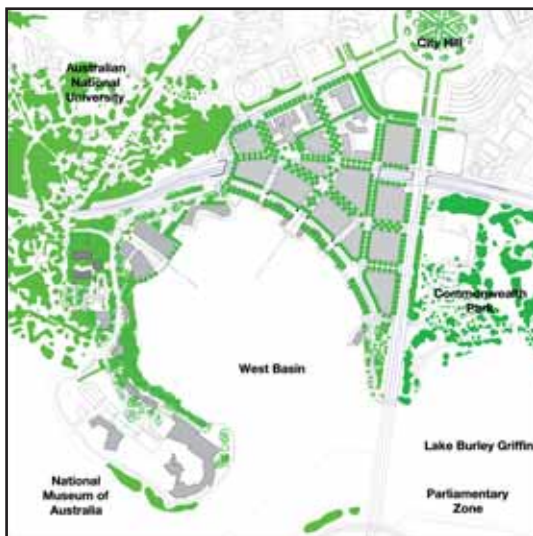 City Hill
Australian
National
University
Commonwealth
Park
West Basin
Lake Burley Griffin
National
Museum of
Australia
Parliamentary
Zone